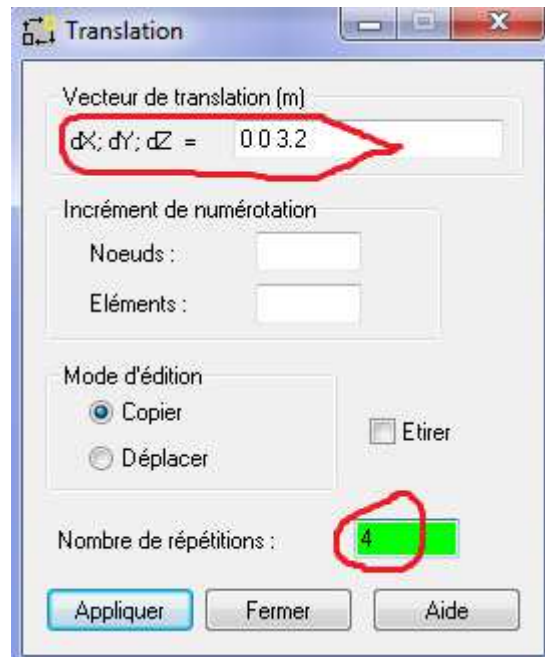 Translation
Vecteur de translation (m)
dX; dY; dZ = 0 0 3.2
Incrément de numérotation
Noeuds :
Eléments :
Mode d'édition
Copier
Etirer
Déplacer
Nombre de répétitions : 4
Appliquer Fermer Aide